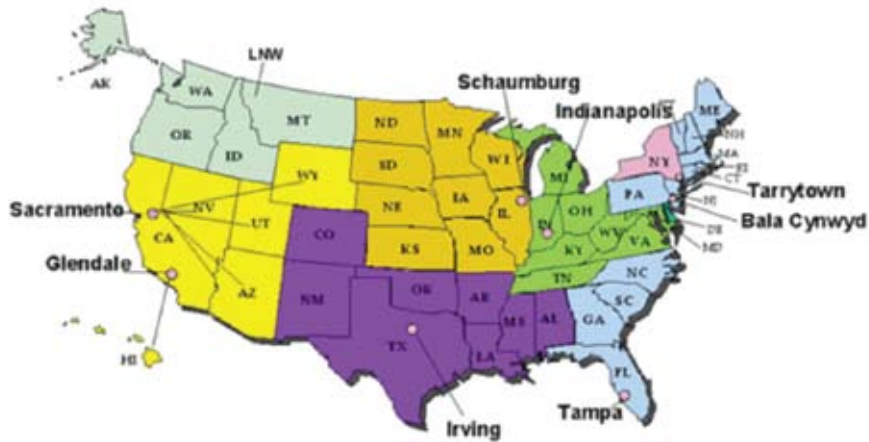 LNW
AK
WA
Schaumburg
Indianapolis
ME
MT
ND
MN
OR
ID
WI
MI
NY
NH
MA
SD
CT
WY
Tarrytown
PA
NJ
IA
Sacramento
NV
NE
IL
OH
Bala Cynwyd
UT
IN
DE
CA
CO
WV
VA
MD
KS
MO
KY
Glendale
NC
TN
AZ
OK
AR
NM
SC
MS
AL
GA
TX
HI
LA
FL
Irving
Tampa